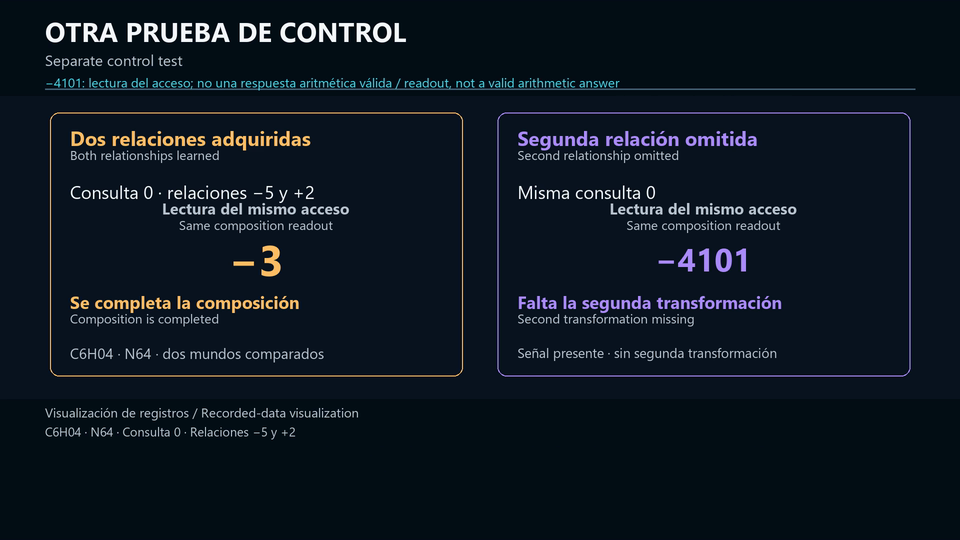 OTRA PRUEBA DE CONTROL
Separate control test
−4101: lectura del acceso; no una respuesta aritmética válida / readout, not a valid arithmetic answer
Dos relaciones adquiridas
Both relationships learned
Consulta 0 · relaciones −5 y +2
Lectura del mismo acceso
Same composition readout
−3
Se completa la composición
Composition is completed
C6H04 · N64 · dos mundos comparados
Segunda relación omitida
Second relationship omitted
Misma consulta 0
Lectura del mismo acceso
Same composition readout
−4101
Falta la segunda transformación
Second transformation missing
Señal presente · sin segunda transformación
Visualización de registros / Recorded-data visualization
C6H04 · N64 · Consulta 0 · Relaciones −5 y +2